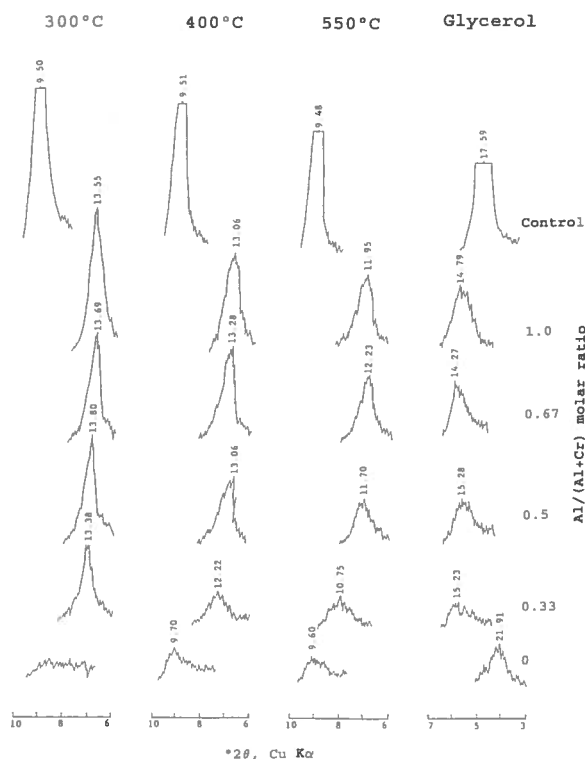 300°C 400°C 550°C Glycerol
9.50 9.51 9.48 17.59
Control
13.55 13.06 11.95 14.79
1.0
13.69 13.28 12.23 14.27
0.67
13.80 13.06 11.70 15.28
0.5
13.38 12.22 10.75 15.23
0.33
9.70 9.60 21.91
0
Al/(Al+Cr) molar ratio
10 8 6 10 8 6 10 8 6 7 5 3
°2θ, Cu Kα